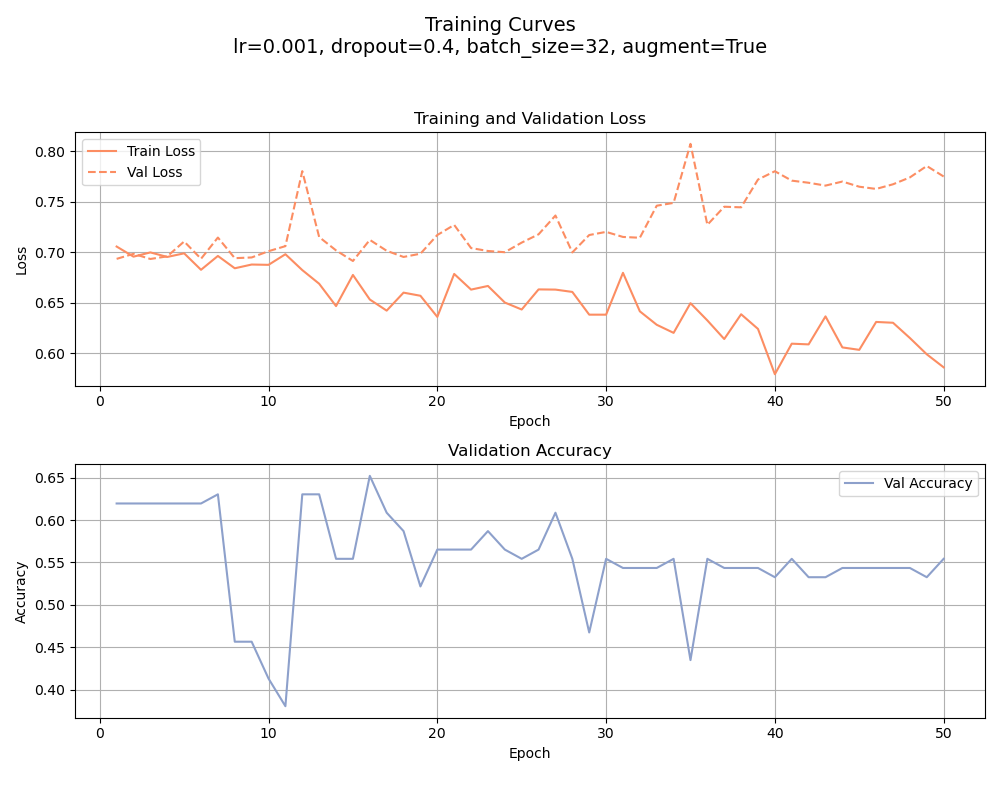 Training Curves
lr=0.001, dropout=0.4, batch_size=32, augment=True
Training and Validation Loss
Train Loss
Val Loss
0.80
0.75
0.70
0.65
0.60
Loss
0 10 20 30 40 50
Epoch
Validation Accuracy
Val Accuracy
0.65
0.60
0.55
0.50
0.45
0.40
Accuracy
0 10 20 30 40 50
Epoch